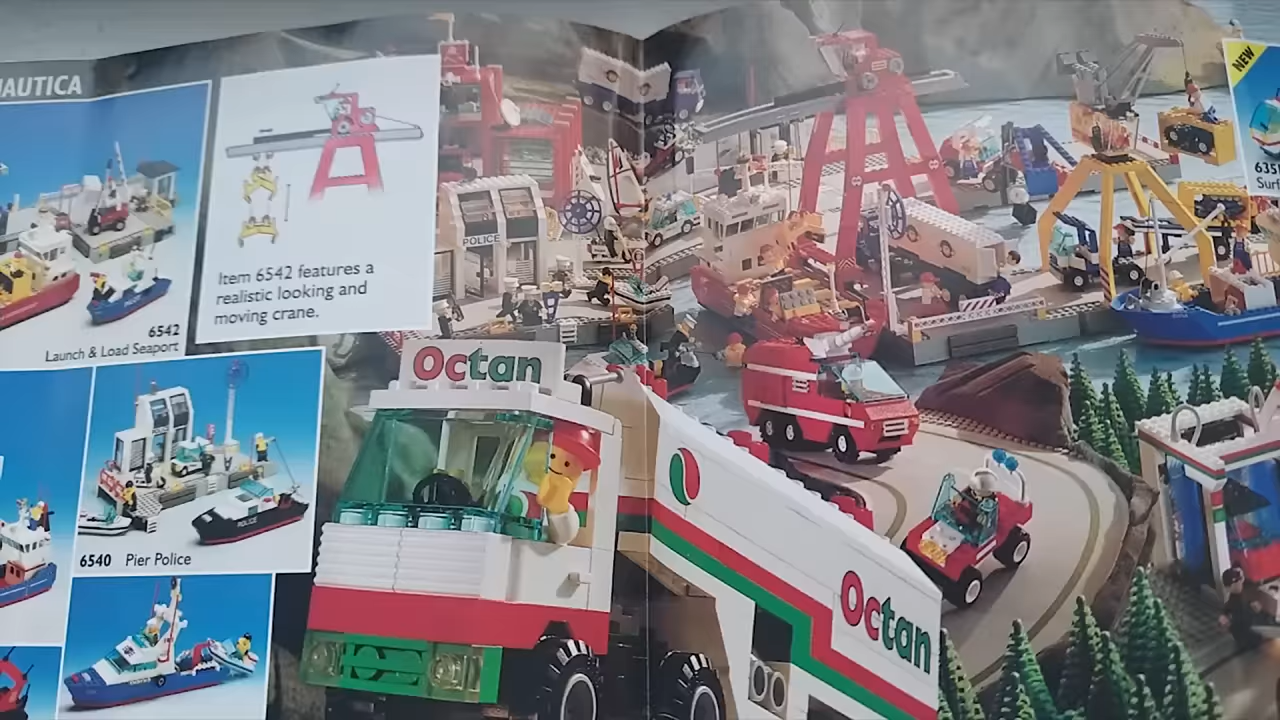 NAUTICA
6542
Launch & Load Seaport
Item 6542 features a
realistic looking and
moving crane.
NEW
POLICE
Octan
POLICE
6540 Pier Police
Octan